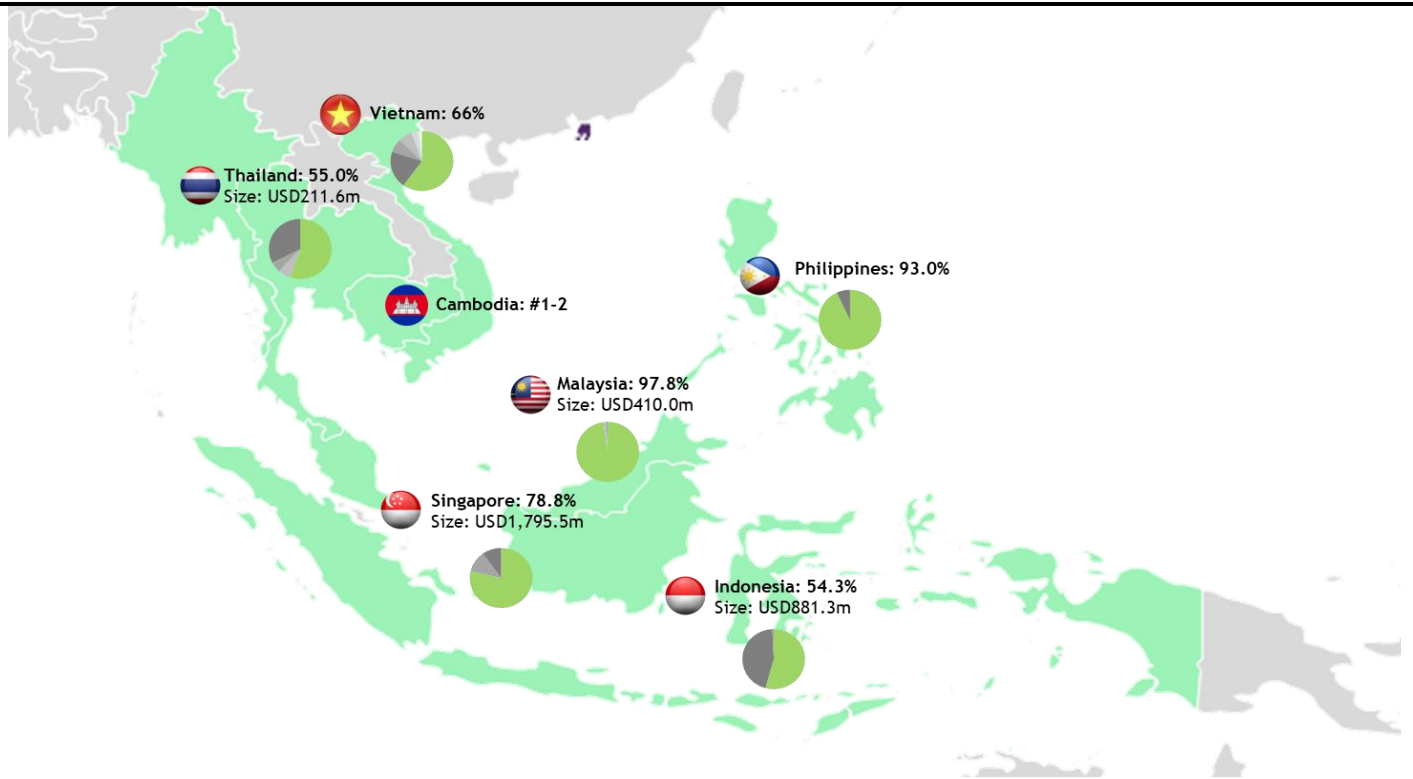 Vietnam: 66%
Thailand: 55.0%
Size: USD211.6m
Philippines: 93.0%
Cambodia: #1-2
Malaysia: 97.8%
Size: USD410.0m
Singapore: 78.8%
Size: USD1,795.5m
Indonesia: 54.3%
Size: USD881.3m